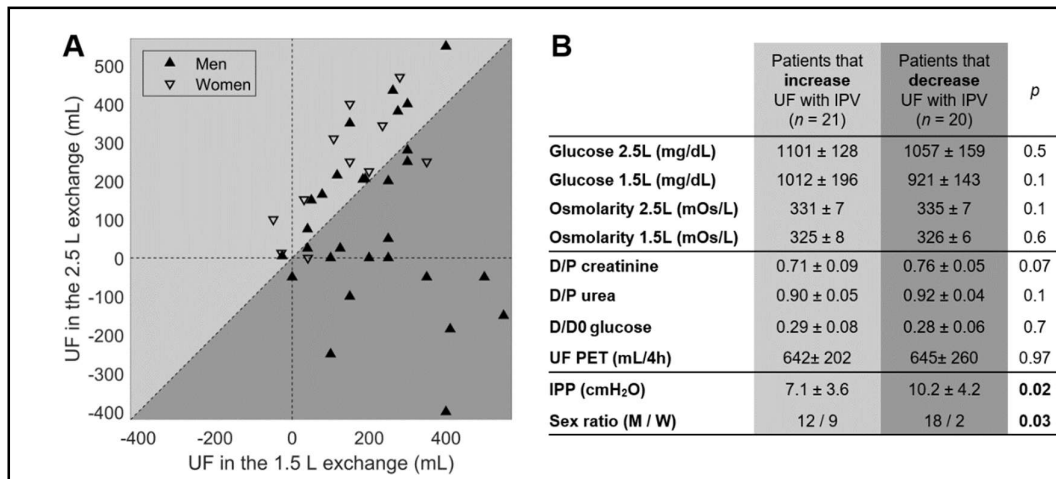 A
Men
Women
500
400
300
200
100
0
-100
-200
-300
-400
UF in the 2.5 L exchange (mL)
-400 -200 0 200 400
UF in the 1.5 L exchange (mL)
B
Patients that
increase
UF with IPV
(n = 21)
Patients that
decrease
UF with IPV
(n = 20)
p
Glucose 2.5L (mg/dL) 1101 ± 128 1057 ± 159 0.5
Glucose 1.5L (mg/dL) 1012 ± 196 921 ± 143 0.1
Osmolarity 2.5L (mOs/L) 331 ± 7 335 ± 7 0.1
Osmolarity 1.5L (mOs/L) 325 ± 8 326 ± 6 0.6
D/P creatinine 0.71 ± 0.09 0.76 ± 0.05 0.07
D/P urea 0.90 ± 0.05 0.92 ± 0.04 0.1
D/D0 glucose 0.29 ± 0.08 0.28 ± 0.06 0.7
UF PET (mL/4h) 642± 202 645± 260 0.97
IPP (cmH₂O) 7.1 ± 3.6 10.2 ± 4.2 0.02
Sex ratio (M / W) 12 / 9 18 / 2 0.03